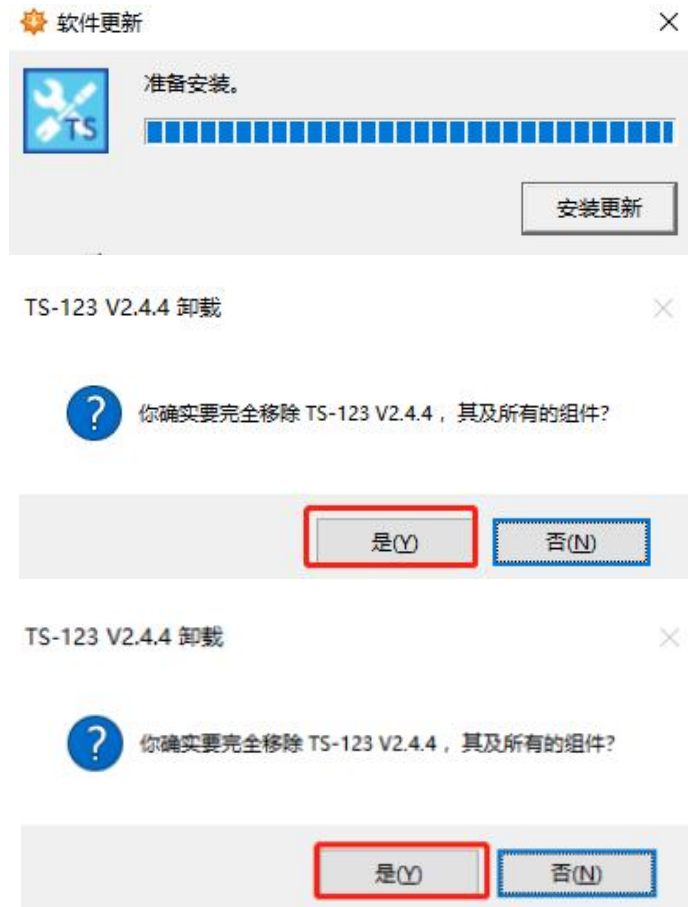 软件更新
准备安装。
TS
安装更新
TS-123 V2.4.4 卸载
你确实要完全移除 TS-123 V2.4.4 ，其及所有的组件？
是(Y) 否(N)
TS-123 V2.4.4 卸载
你确实要完全移除 TS-123 V2.4.4 ，其及所有的组件？
是(Y) 否(N)